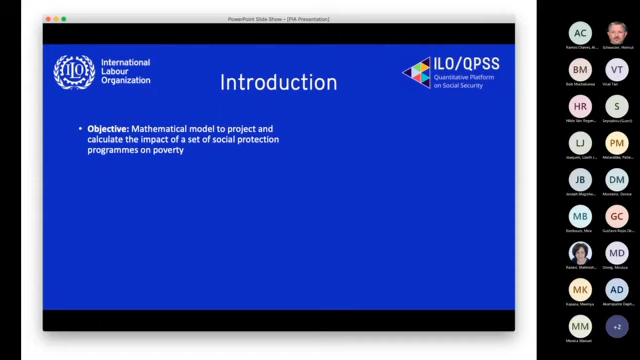 PowerPoint Slide Show - [PIA Presentation]
International
Labour
Organization
Introduction
ILO/QPSS
Quantitative Platform
on Social Security
• Objective: Mathematical model to project and
calculate the impact of a set of social protection
programmes on poverty
AC
BM
VT
HR
S
LJ
PM
JB
DM
MB
GC
MD
MK
AD
MM
+2